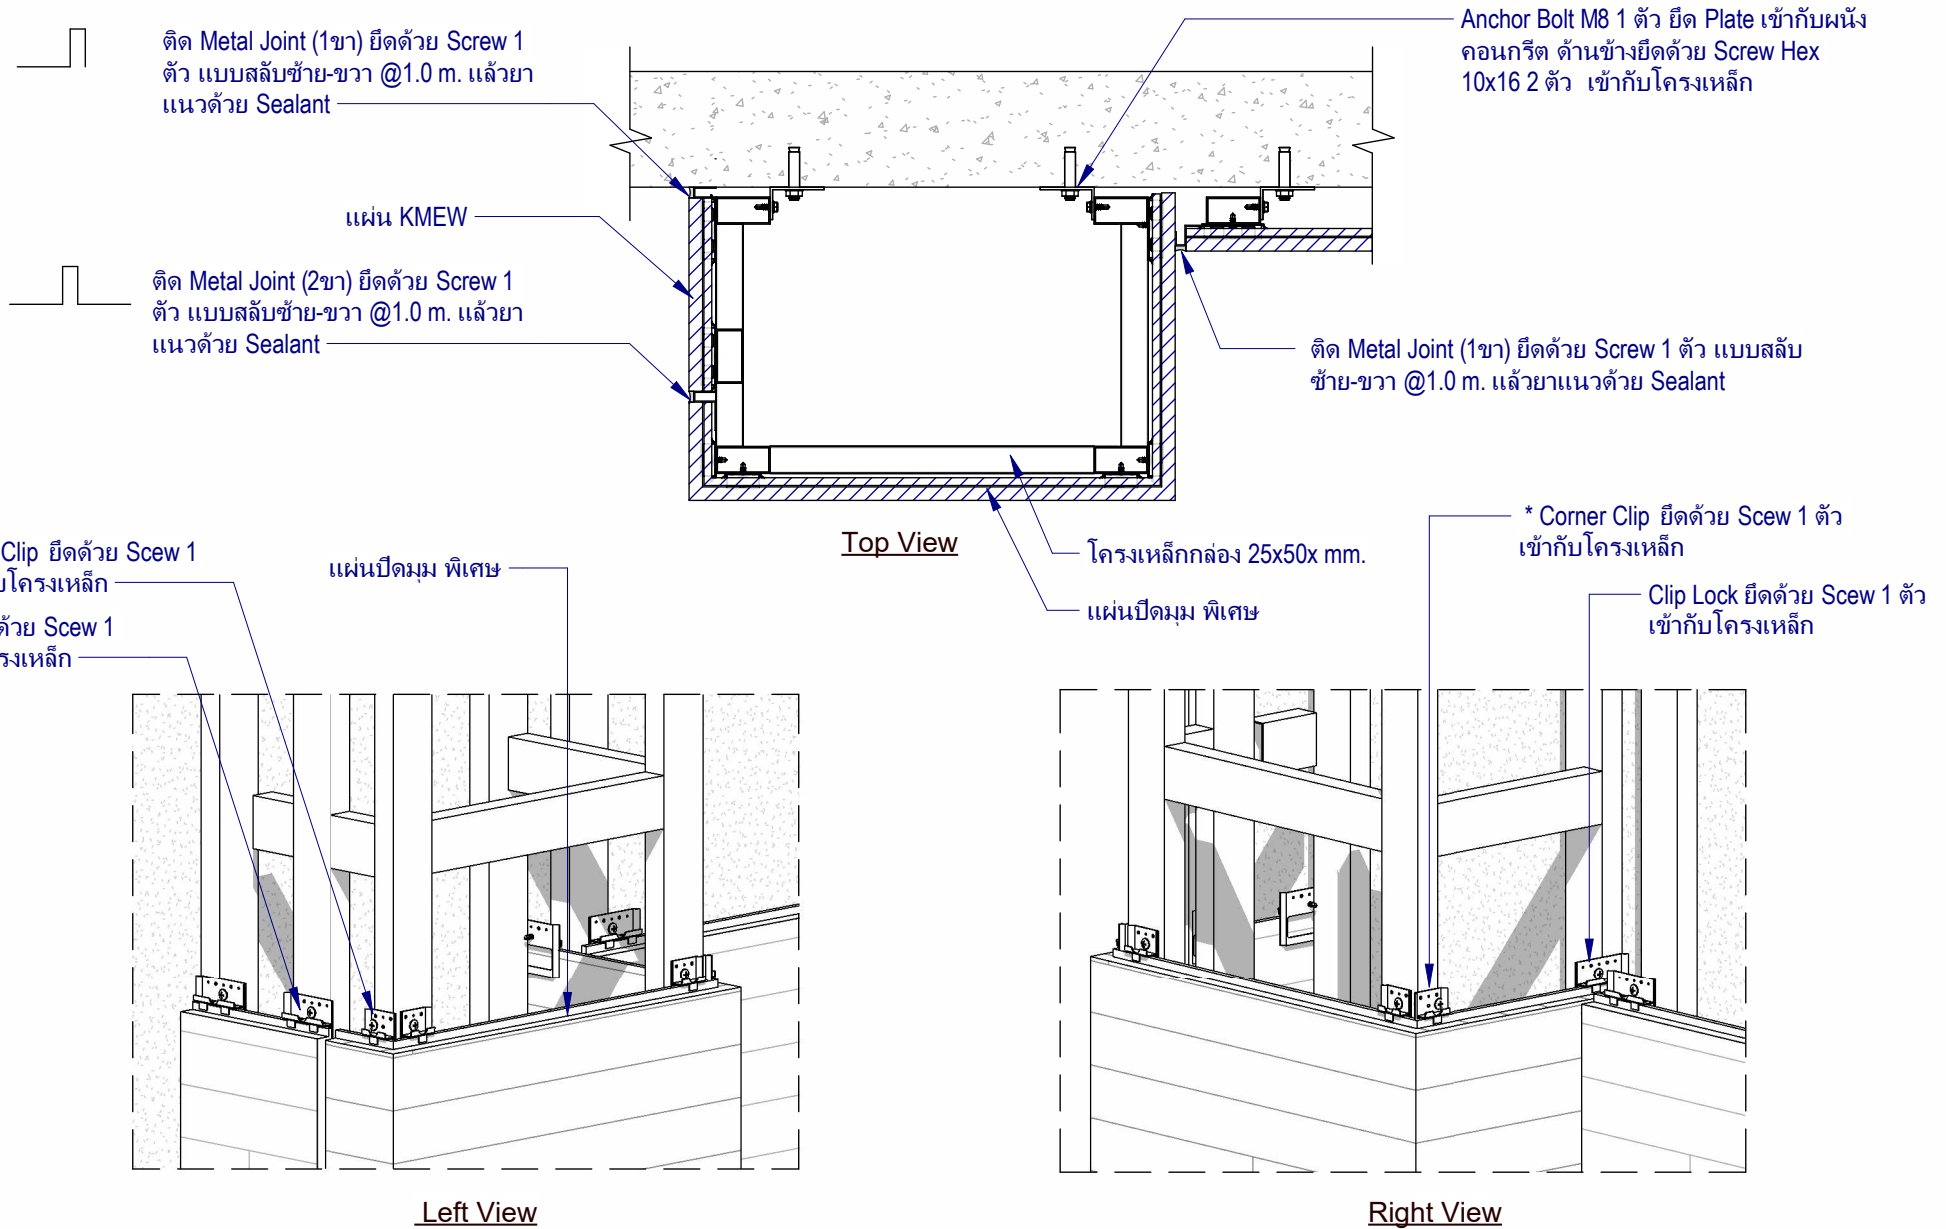 ติด Metal Joint (1ขา) ยึดด้วย Screw 1
ตัว แบบสลับซ้าย-ขวา @1.0 m. แล้วยา
แนวด้วย Sealant
Anchor Bolt M8 1 ตัว ยึด Plate เข้ากับผนัง
คอนกรีต ด้านข้างยึดด้วย Screw Hex
10x16 2 ตัว เข้ากับโครงเหล็ก
แผ่น KMEW
ติด Metal Joint (2ขา) ยึดด้วย Screw 1
ตัว แบบสลับซ้าย-ขวา @1.0 m. แล้วยา
แนวด้วย Sealant
ติด Metal Joint (1ขา) ยึดด้วย Screw 1 ตัว แบบสลับ
ซ้าย-ขวา @1.0 m. แล้วยาแนวด้วย Sealant
Top View
โครงเหล็กกล่อง 25x50x mm.
แผ่นปิดมุม พิเศษ
Clip ยึดด้วย Scew 1
บโครงเหล็ก
ด้วย Scew 1
รงเหล็ก
แผ่นปิดมุม พิเศษ
* Corner Clip ยึดด้วย Scew 1 ตัว
เข้ากับโครงเหล็ก
Clip Lock ยึดด้วย Scew 1 ตัว
เข้ากับโครงเหล็ก
Left View
Right View